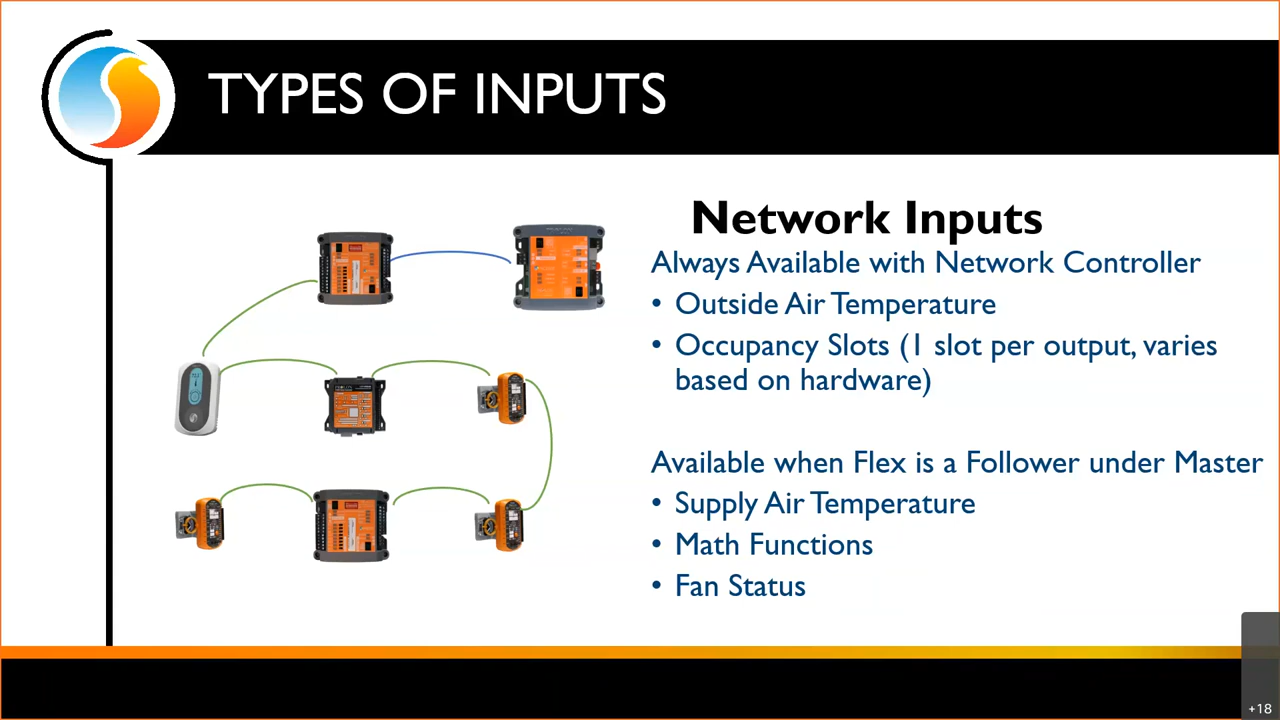 TYPES OF INPUTS
Network Inputs
Always Available with Network Controller
• Outside Air Temperature
• Occupancy Slots (1 slot per output, varies
based on hardware)
Available when Flex is a Follower under Master
• Supply Air Temperature
• Math Functions
• Fan Status
+18